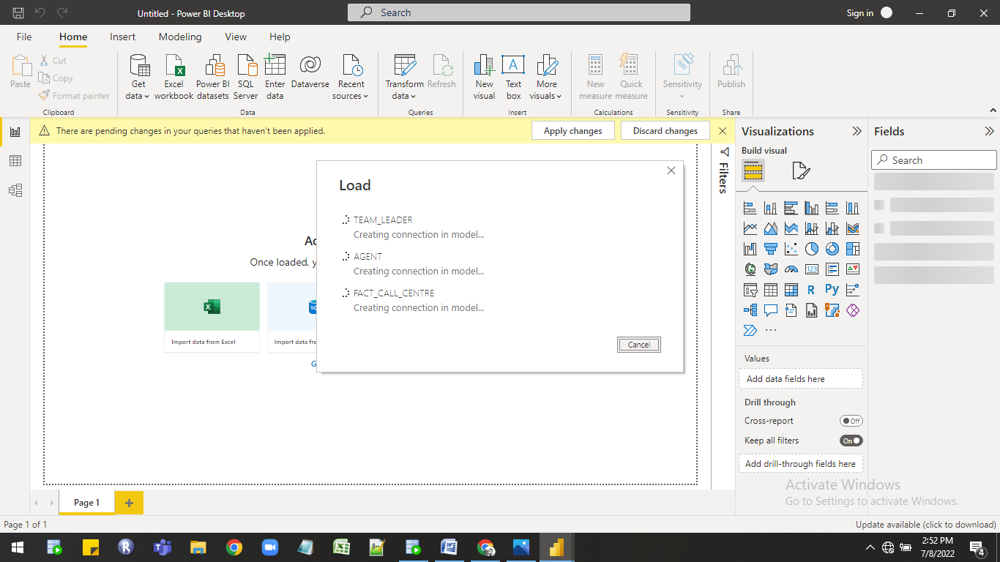 Untitled - Power BI Desktop
Search
Sign in
File Home Insert Modeling View Help
Paste
Cut
Copy
Format painter
Clipboard
Get data
Excel workbook
Power BI datasets
SQL Server
Enter data
Dataverse
Recent sources
Data
Transform data
Refresh
Queries
New visual
Text box
More visuals
Insert
New measure
Quick measure
Calculations
Sensitivity
Sensitivity
Publish
Share
There are pending changes in your queries that haven't been applied.
Apply changes
Discard changes
Load
TEAM_LEADER
Creating connection in model...
AGENT
Creating connection in model...
FACT_CALL_CENTRE
Creating connection in model...
Cancel
Once loaded, y
Import data from Excel
Import data fro
Filters
Visualizations
Build visual
123
R
Py
Values
Add data fields here
Drill through
Cross-report
Off
Keep all filters
On
Add drill-through fields here
Fields
Search
Activate Windows
Go to Settings to activate Windows.
Page 1
Page 1 of 1
Update available (click to download)
2:52 PM
7/8/2022
4